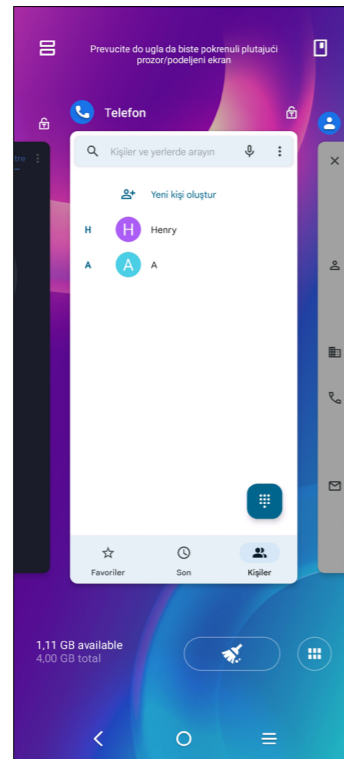 Prevucite do ugla da biste pokrenuli plutajući
prozor/podeljeni ekran
Telefon
tre
Kişiler ve yerlerde arayın
Yeni kişi oluştur
H
H
Henry
A
A
A
Favoriler
Son
Kişiler
1,11 GB available
4,00 GB total